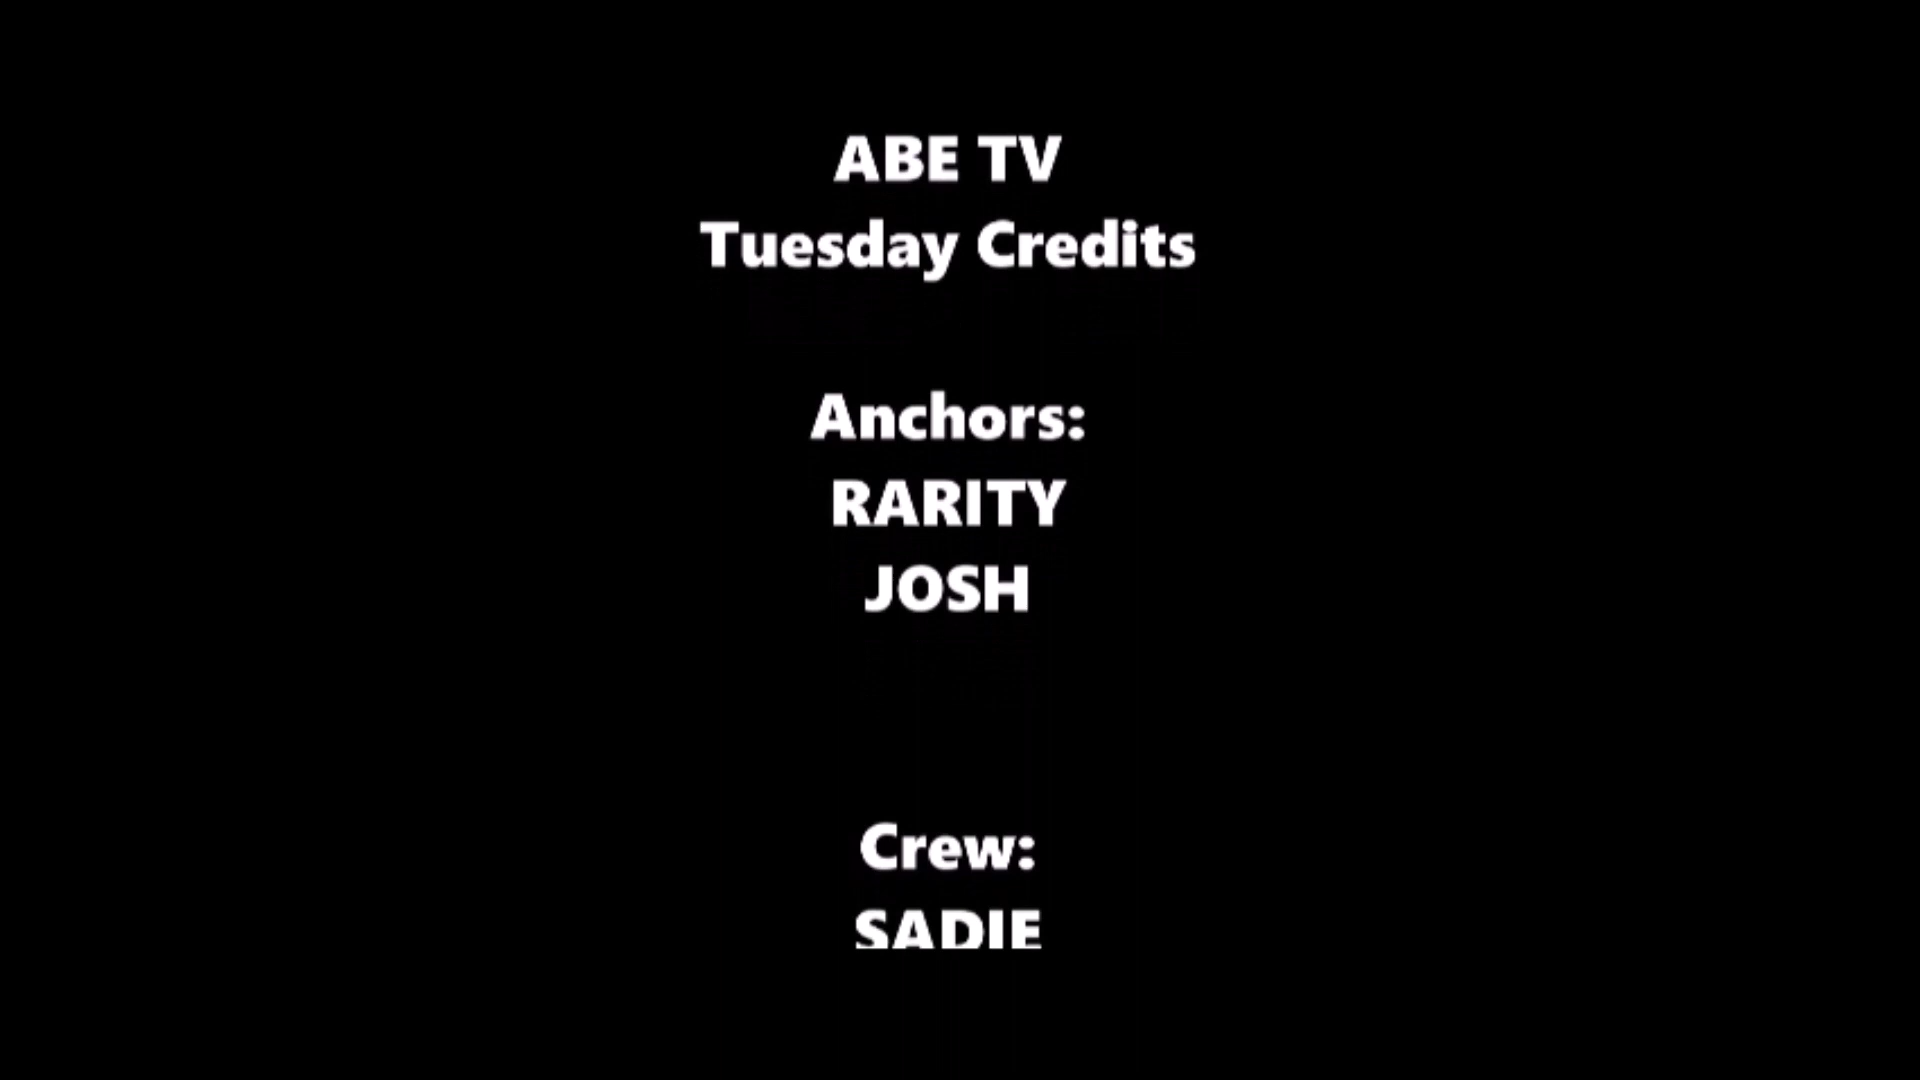 ABE TV
Tuesday Credits
Anchors:
RARITY
JOSH
Crew:
SADIE